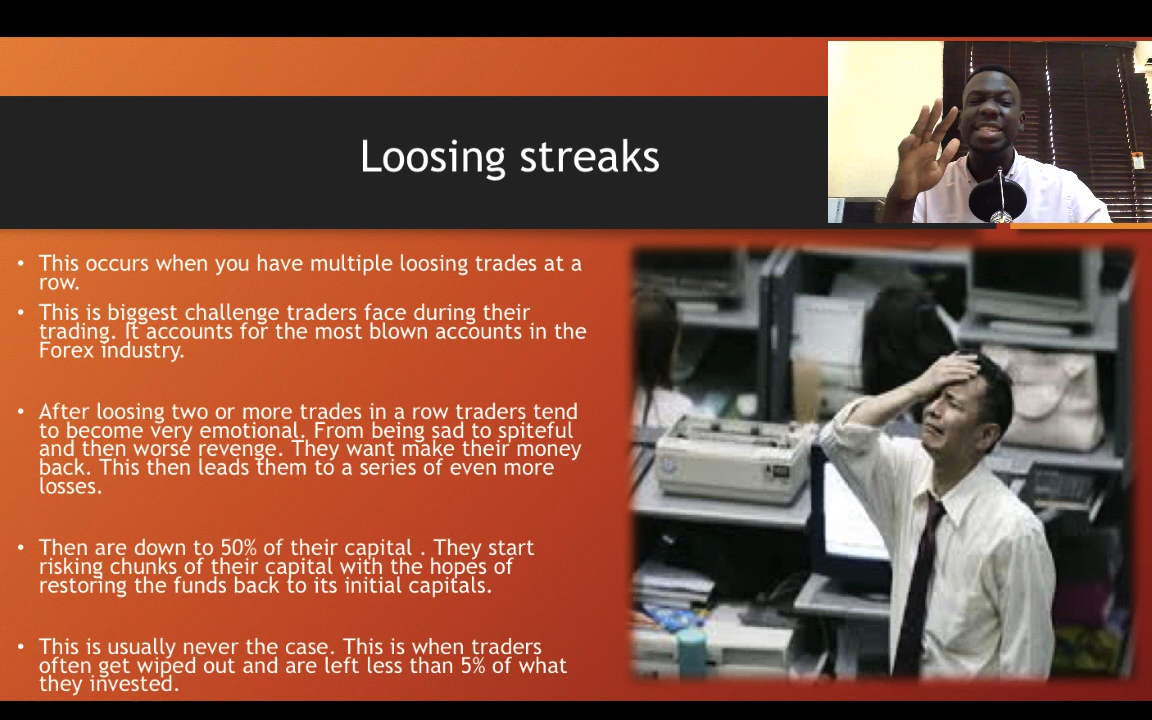 Loosing streaks
• This occurs when you have multiple loosing trades at a
row.
• This is biggest challenge traders face during their
trading. It accounts for the most blown accounts in the
Forex industry.
• After loosing two or more trades in a row traders tend
to become very emotional. From being sad to spiteful
and then worse revenge. They want make their money
back. This then leads them to a series of even more
losses.
• Then are down to 50% of their capital . They start
risking chunks of their capital with the hopes of
restoring the funds back to its initial capitals.
• This is usually never the case. This is when traders
often get wiped out and are left less than 5% of what
they invested.